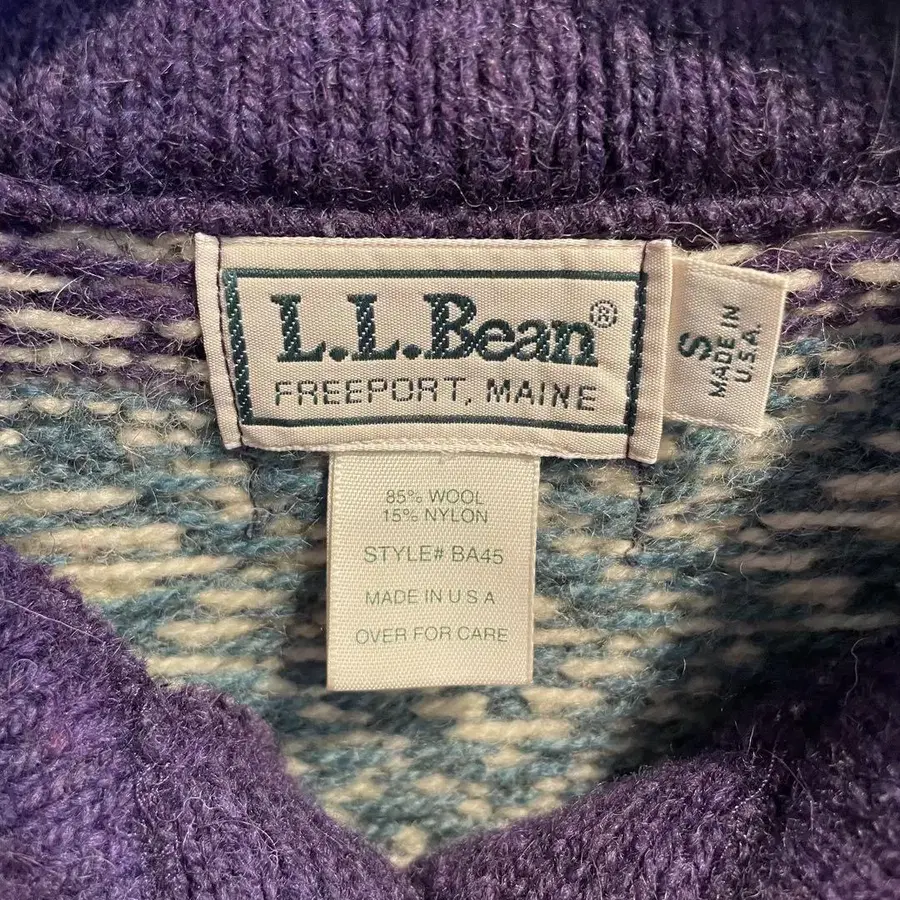 L.L.Bean®
FREEPORT, MAINE
S
MADE IN
U.S.A.
85% WOOL
15% NYLON
STYLE# BA45
MADE IN U S A
OVER FOR CARE